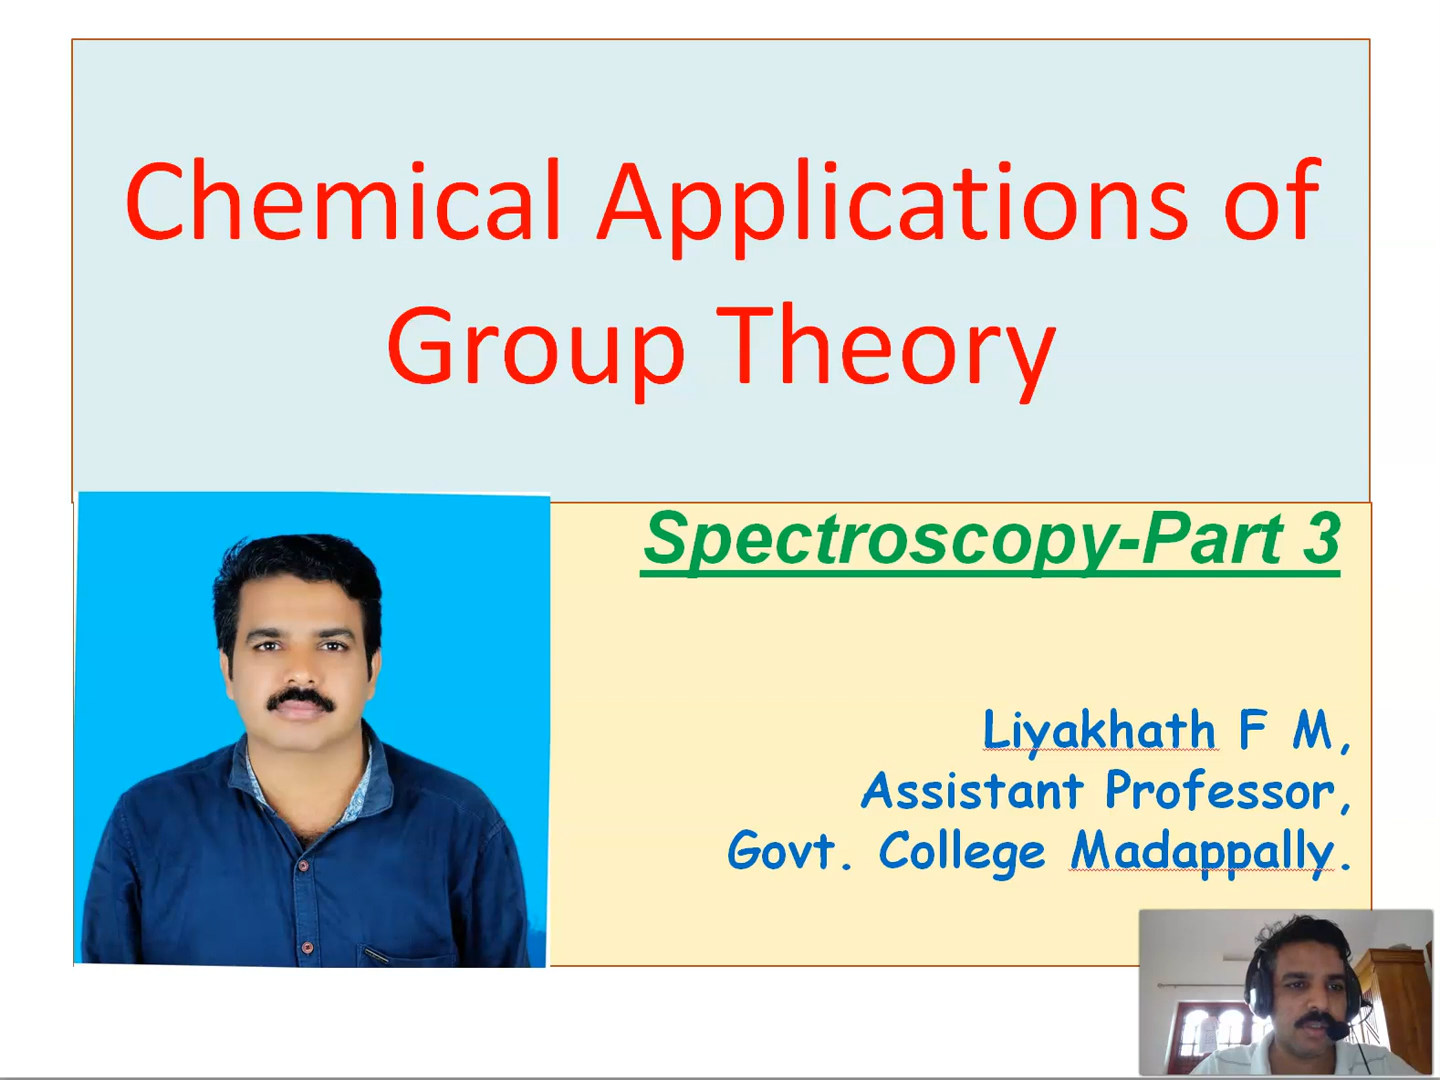 Chemical Applications of
Group Theory
Spectroscopy-Part 3
Liyakhath F M,
Assistant Professor,
Govt. College Madappally.